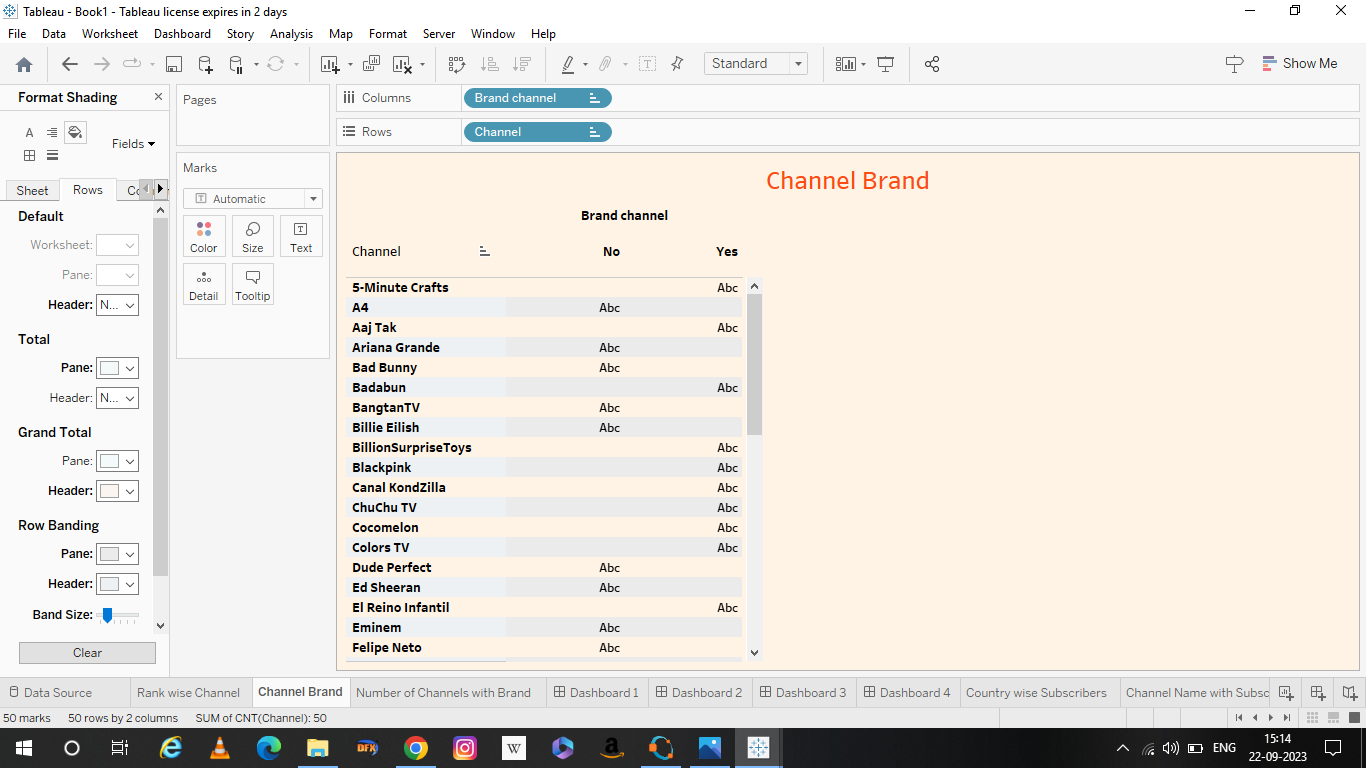 Tableau - Book1 - Tableau license expires in 2 days
File Data Worksheet Dashboard Story Analysis Map Format Server Window Help
Standard
Show Me
Format Shading
Fields
Sheet Rows
Default
Worksheet:
Pane:
Header: N...
Total
Pane:
Header: N...
Grand Total
Pane:
Header:
Row Banding
Pane:
Header:
Band Size:
Clear
Pages
Marks
Automatic
Color Size Text
Detail Tooltip
Columns Brand channel
Rows Channel
Channel Brand
Brand channel
Channel No Yes
5-Minute Crafts Abc
A4 Abc
Aaj Tak Abc
Ariana Grande Abc
Bad Bunny Abc
Badabun Abc
BangtanTV Abc
Billie Eilish Abc
BillionSurpriseToys Abc
Blackpink Abc
Canal KondZilla Abc
ChuChu TV Abc
Cocomelon Abc
Colors TV Abc
Dude Perfect Abc
Ed Sheeran Abc
El Reino Infantil Abc
Eminem Abc
Felipe Neto Abc
Data Source Rank wise Channel Channel Brand Number of Channels with Brand Dashboard 1 Dashboard 2 Dashboard 3 Dashboard 4 Country wise Subscribers Channel Name with Subsc
50 marks 50 rows by 2 columns SUM of CNT(Channel): 50
DFX W a ENG 15:14
22-09-2023